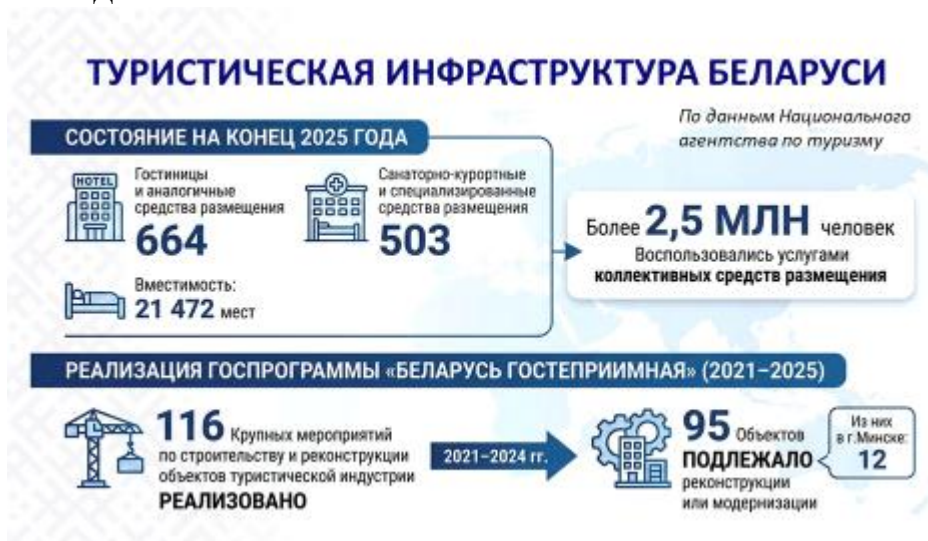 ТУРИСТИЧЕСКАЯ ИНФРАСТРУКТУРА БЕЛАРУСИ
По данным Национального
агентства по туризму
СОСТОЯНИЕ НА КОНЕЦ 2025 ГОДА
HOTEL
Гостиницы
и аналогичные
средства размещения
664
Санаторно-курортные
и специализированные
средства размещения
503
Вместимость:
21 472 мест
Более 2,5 МЛН человек
Воспользовались услугами
коллективных средств размещения
РЕАЛИЗАЦИЯ ГОСПРОГРАММЫ «БЕЛАРУСЬ ГОСТЕПРИИМНАЯ» (2021–2025)
116 Крупных мероприятий
по строительству и реконструкции
объектов туристической индустрии
РЕАЛИЗОВАНО
2021–2024 гг.
95 Объектов
ПОДЛЕЖАЛО
реконструкции
или модернизации
Из них
в г.Минске:
12